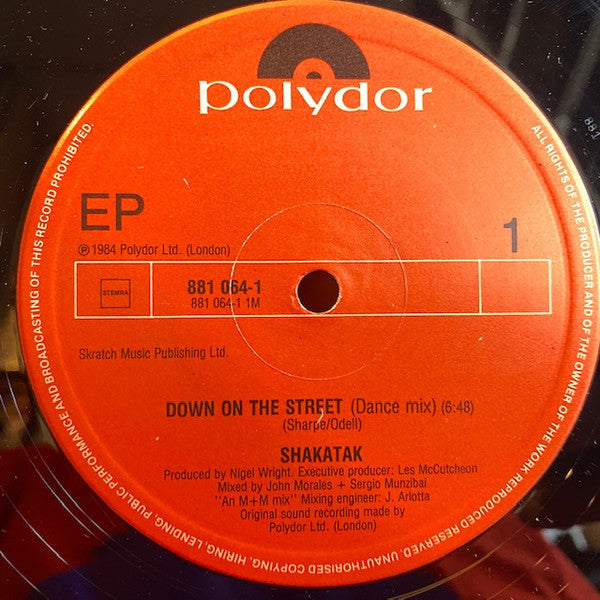 polydor
EP
1
℗ 1984 Polydor Ltd. (London)
STEMRA
881 064-1
881 064-1 1M
Skratch Music Publishing Ltd.
DOWN ON THE STREET (Dance mix) (6:48)
(Sharpe/Odell)
SHAKATAK
Produced by Nigel Wright. Executive producer: Les McCutcheon
Mixed by John Morales + Sergio Munzibai
"An M+M mix" Mixing engineer: J. Arlotta
Original sound recording made by
Polydor Ltd. (London)
ALL RIGHTS OF THE PRODUCER AND OF THE OWNER OF THE WORK REPRODUCED RESERVED. UNAUTHORISED COPYING, HIRING, LENDING, PUBLIC PERFORMANCE AND BROADCASTING OF THIS RECORD PROHIBITED.
881